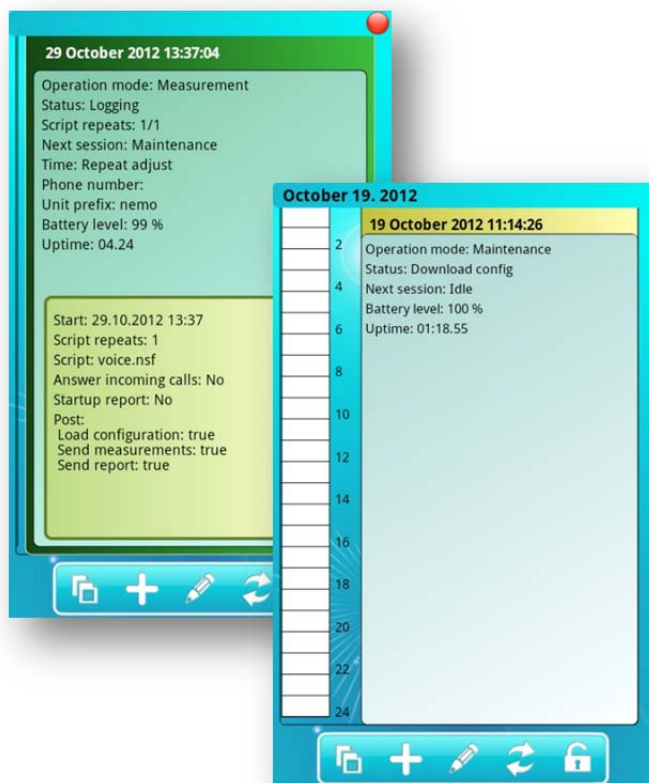 29 October 2012 13:37:04
Operation mode: Measurement
Status: Logging
Script repeats: 1/1
Next session: Maintenance
Time: Repeat adjust
Phone number:
Unit prefix: nemo
Battery level: 99 %
Uptime: 04.24
Start: 29.10.2012 13:37
Script repeats: 1
Script: voice.nsf
Answer incoming calls: No
Startup report: No
Post:
Load configuration: true
Send measurements: true
Send report: true
October 19. 2012
19 October 2012 11:14:26
Operation mode: Maintenance
Status: Download config
Next session: Idle
Battery level: 100 %
Uptime: 01:18.55
2
4
6
8
10
12
14
16
18
20
22
24